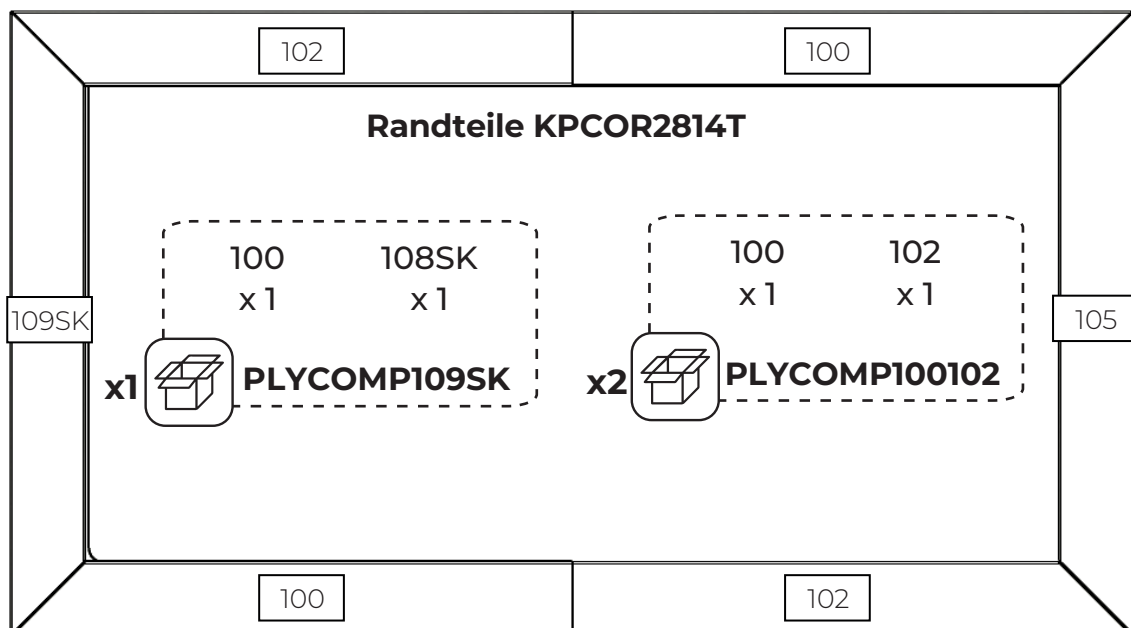 102
100
Randteile KPCOR2814T
100 108SK
x 1 x 1
x1 PLYCOMP109SK
100 102
x 1 x 1
x2 PLYCOMP100102
109SK
105
100
102